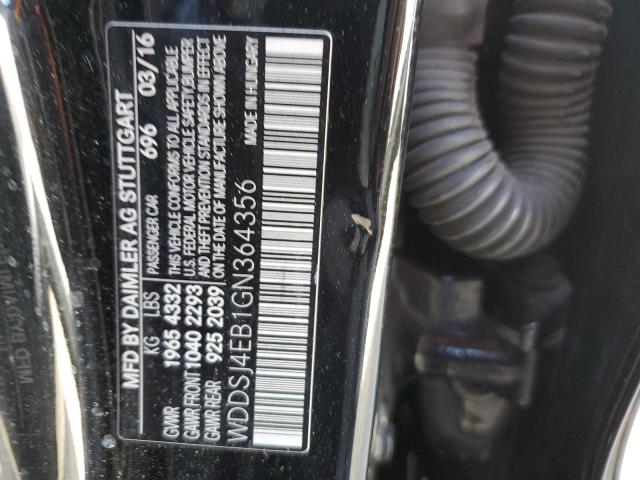 MFD BY DAIMLER AG STUTTGART
PASSENGER CAR 696 03/16
KG LBS
GVWR 1965 4332
GAWR FRONT 1040 2293
GAWR REAR 925 2039
THIS VEHICLE CONFORMS TO ALL APPLICABLE
U.S. FEDERAL MOTOR VEHICLE SAFETY BUMPER
AND THEFT PREVENTION STANDARDS IN EFFECT
ON THE DATE OF MANUFACTURE SHOWN ABOVE
MADE IN HUNGARY
WDDSJ4EB1GN364356